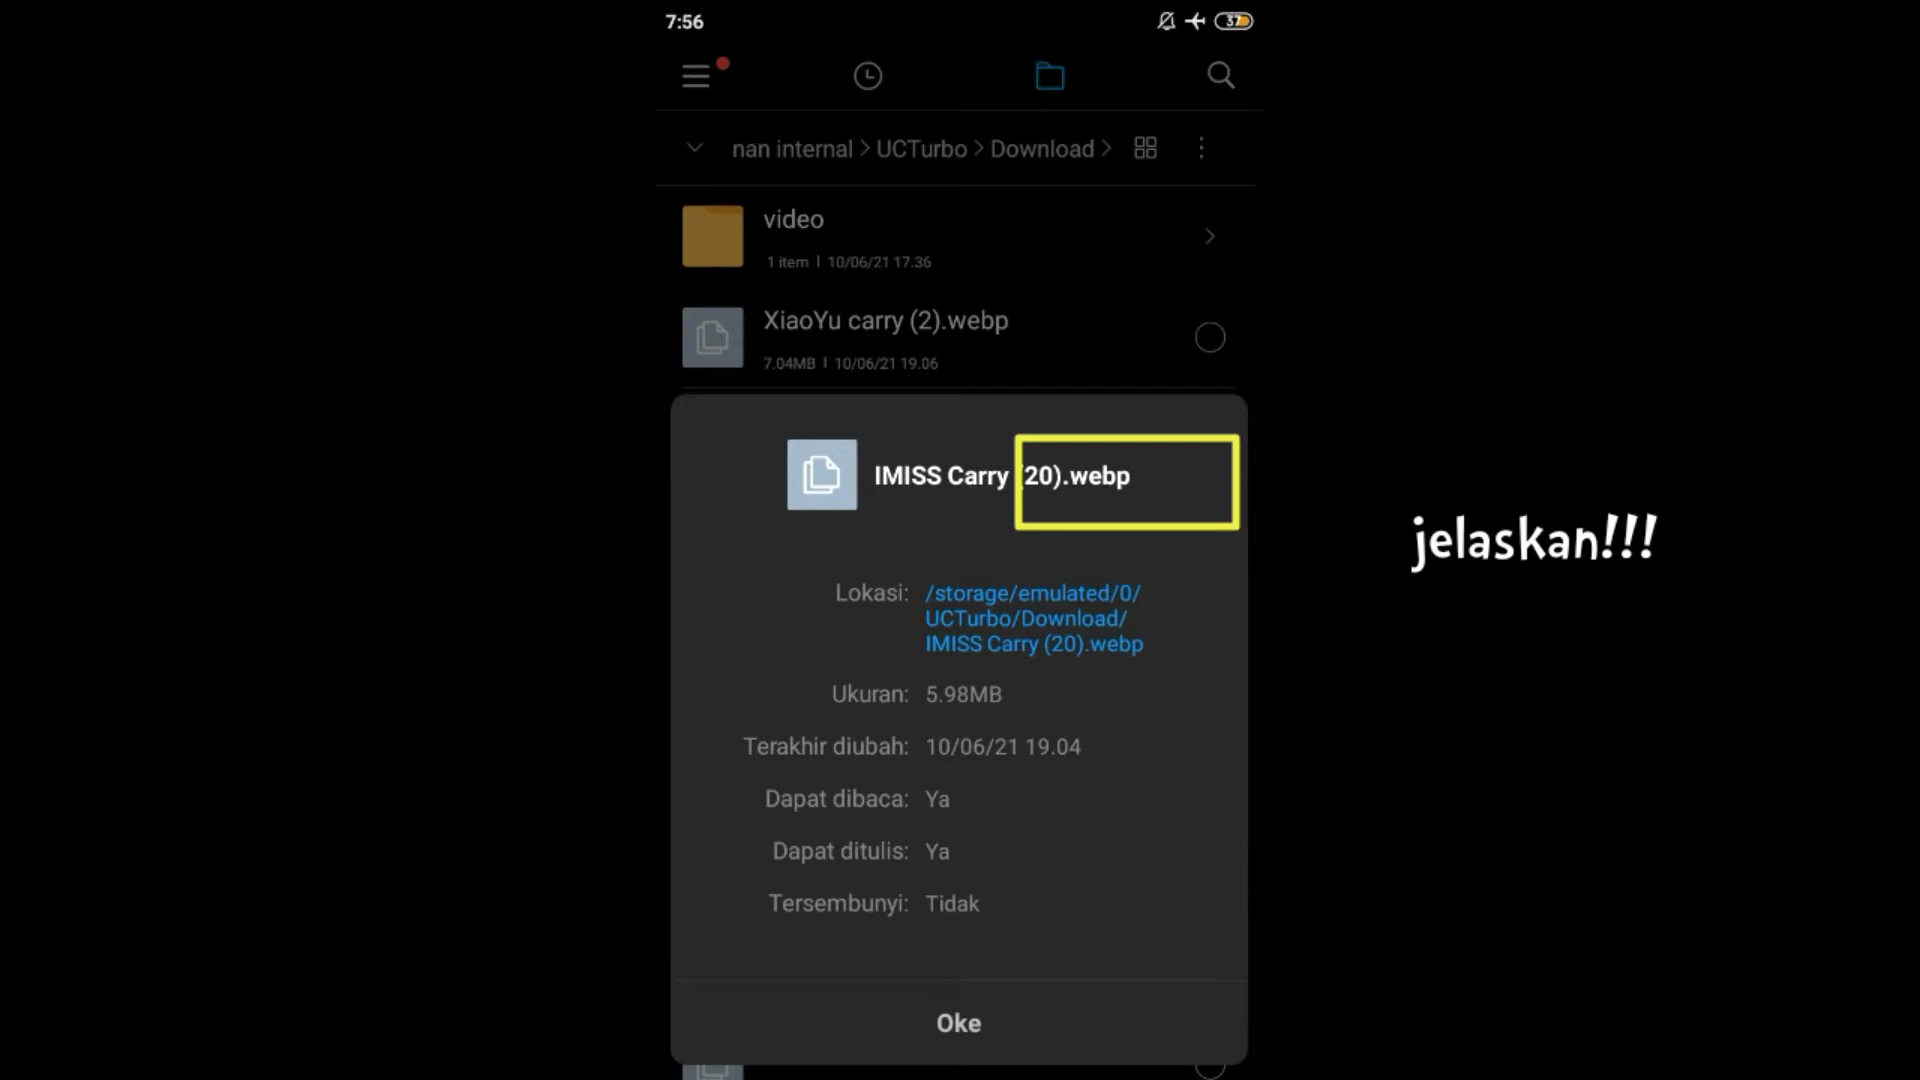 7:56
37
nan internal > UCTurbo > Download >
video
1 item | 10/06/21 17.36
XiaoYu carry (2).webp
7.04MB | 10/06/21 19.06
IMISS Carry (20).webp
jelaskan!!!
Lokasi: /storage/emulated/0/
UCTurbo/Download/
IMISS Carry (20).webp
Ukuran: 5.98MB
Terakhir diubah: 10/06/21 19.04
Dapat dibaca: Ya
Dapat ditulis: Ya
Tersembunyi: Tidak
Oke